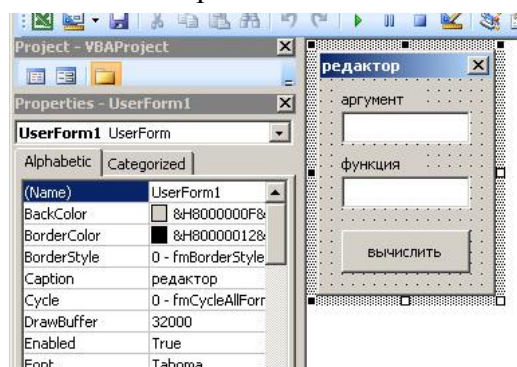 Project - VBAProject
Properties - UserForm1
UserForm1 UserForm
Alphabetic Categorized
(Name) UserForm1
BackColor &H8000000F&
BorderColor &H80000012&
BorderStyle 0 - fmBorderStyle
Caption редактор
Cycle 0 - fmCycleAllForr
DrawBuffer 32000
Enabled True
Font Tahoma
редактор
аргумент
функция
вычислить